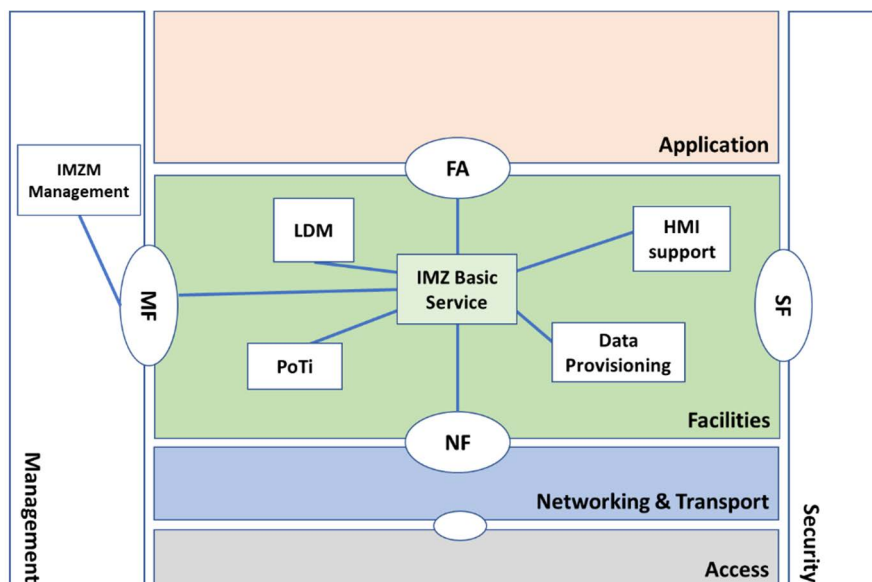 Application
IMZM
Management
FA
LDM
HMI
support
IMZ Basic
Service
MF
SF
PoTi
Data
Provisioning
Facilities
NF
Networking & Transport
Management
Security
Access